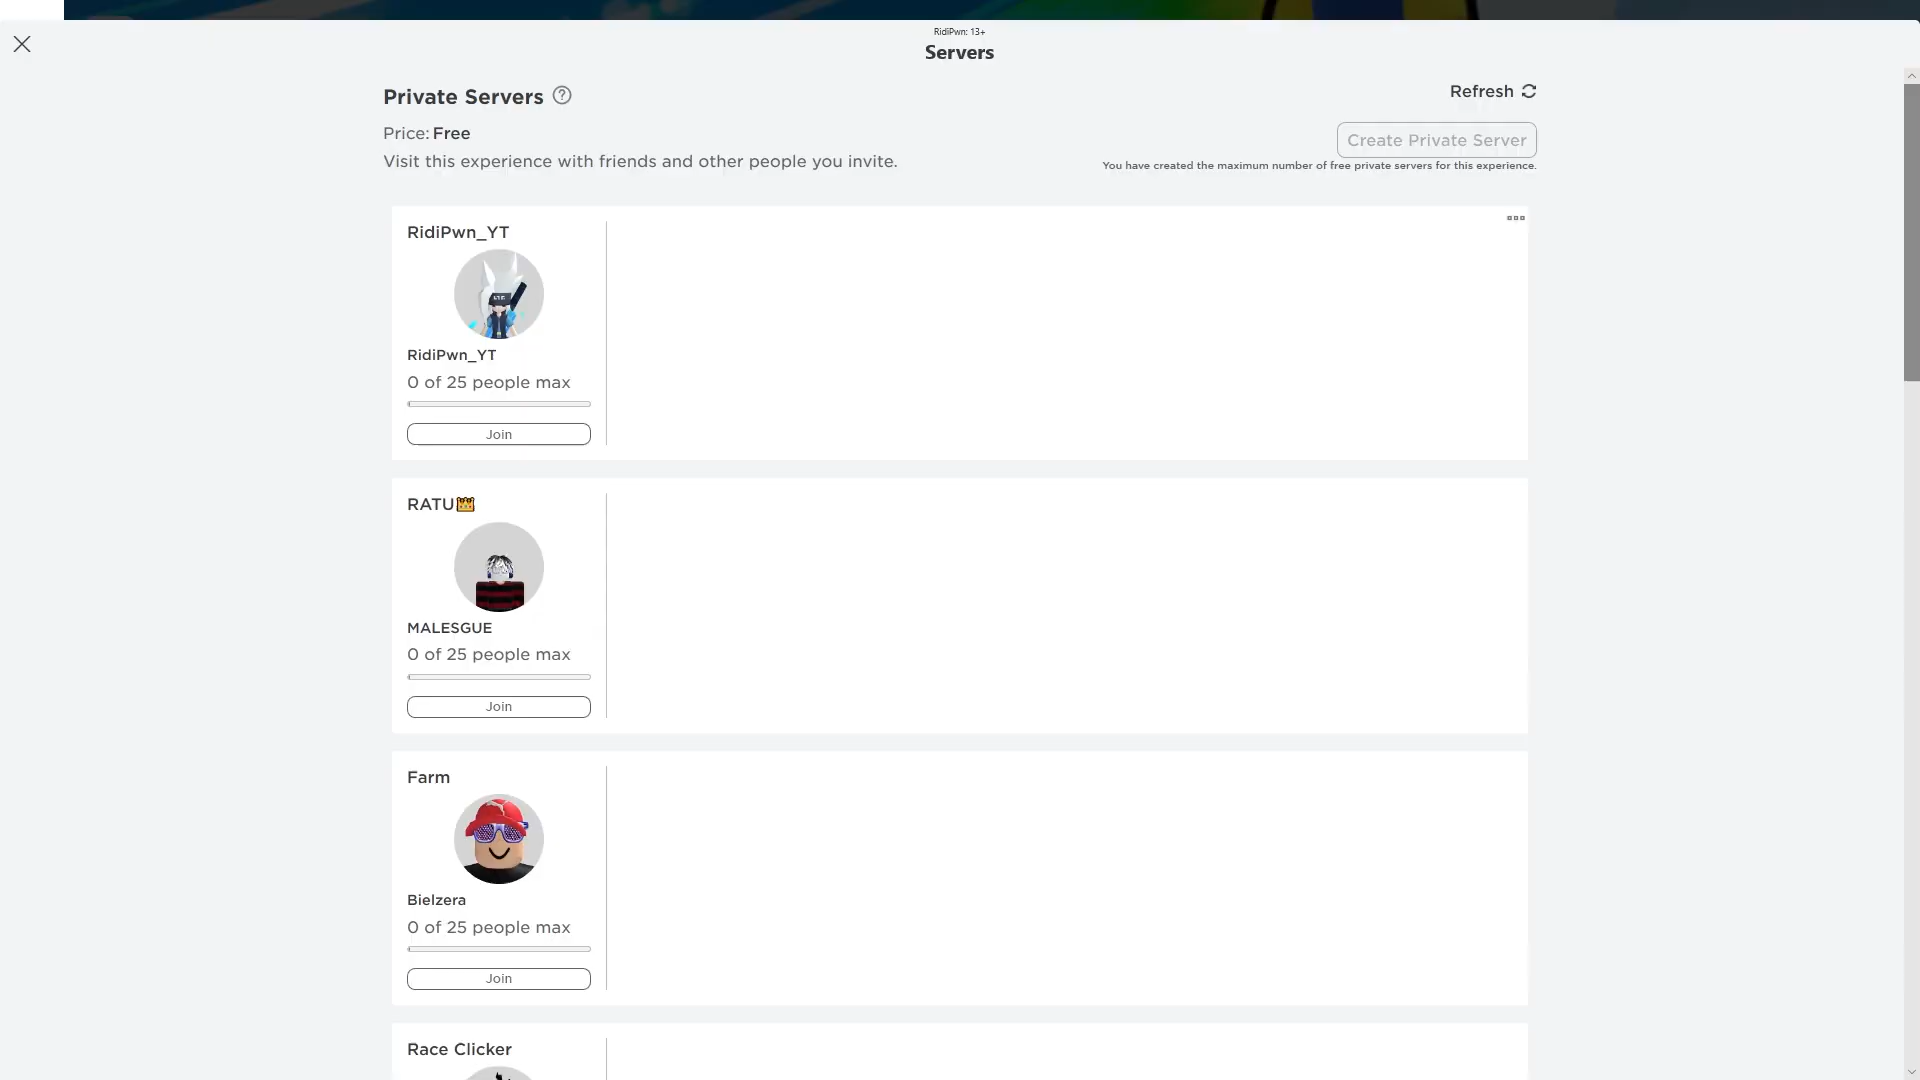 RidiPwn: 13+
Servers
Private Servers
Refresh
Price: Free
Create Private Server
Visit this experience with friends and other people you invite.
You have created the maximum number of free private servers for this experience.
RidiPwn_YT
RidiPwn_YT
0 of 25 people max
Join
RATU👑
MALESGUE
0 of 25 people max
Join
Farm
Bielzera
0 of 25 people max
Join
Race Clicker